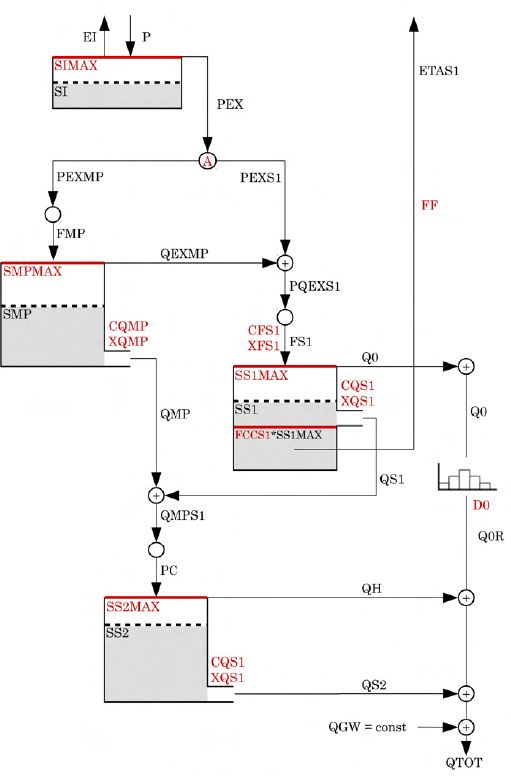 EI
P
SIMAX
SI
ETAS1
PEX
A
PEXMP
PEXS1
FF
FMP
QEXMP
+
SMPMAX
PQEXS1
SMP
CQMP
XQMP
CFS1
XFS1
FS1
Q0
+
SS1MAX
CQS1
XQS1
SS1
Q0
QMP
FCCS1*SS1MAX
QS1
+
D0
QMPS1
Q0R
PC
QH
+
SS2MAX
SS2
CQS1
XQS1
QS2
+
QGW = const
+
QTOT